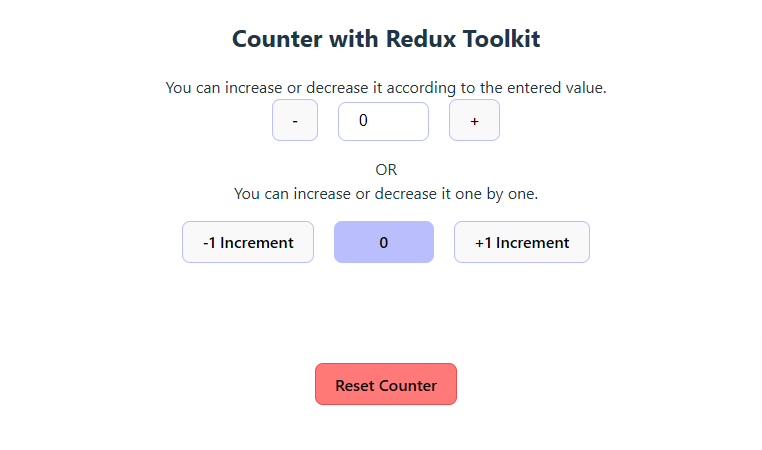 Counter with Redux Toolkit
You can increase or decrease it according to the entered value.
- 0 +
OR
You can increase or decrease it one by one.
-1 Increment 0 +1 Increment
Reset Counter